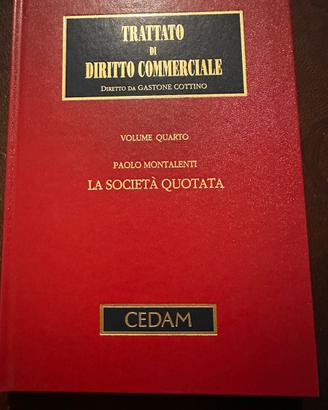 TRATTATO
DI
DIRITTO COMMERCIALE
DIRETTO DA GASTONE COTTINO
VOLUME QUARTO
PAOLO MONTALENTI
LA SOCIETÀ QUOTATA
CEDAM